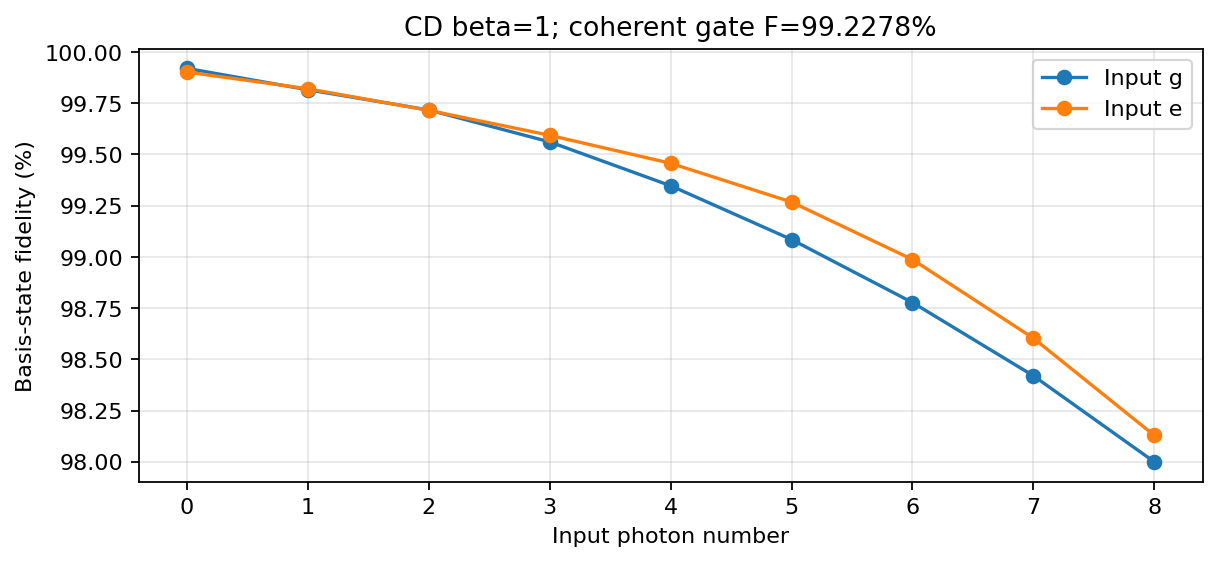 CD beta=1; coherent gate F=99.2278%
Input g
Input e
Basis-state fidelity (%)
100.00
99.75
99.50
99.25
99.00
98.75
98.50
98.25
98.00
0 1 2 3 4 5 6 7 8
Input photon number